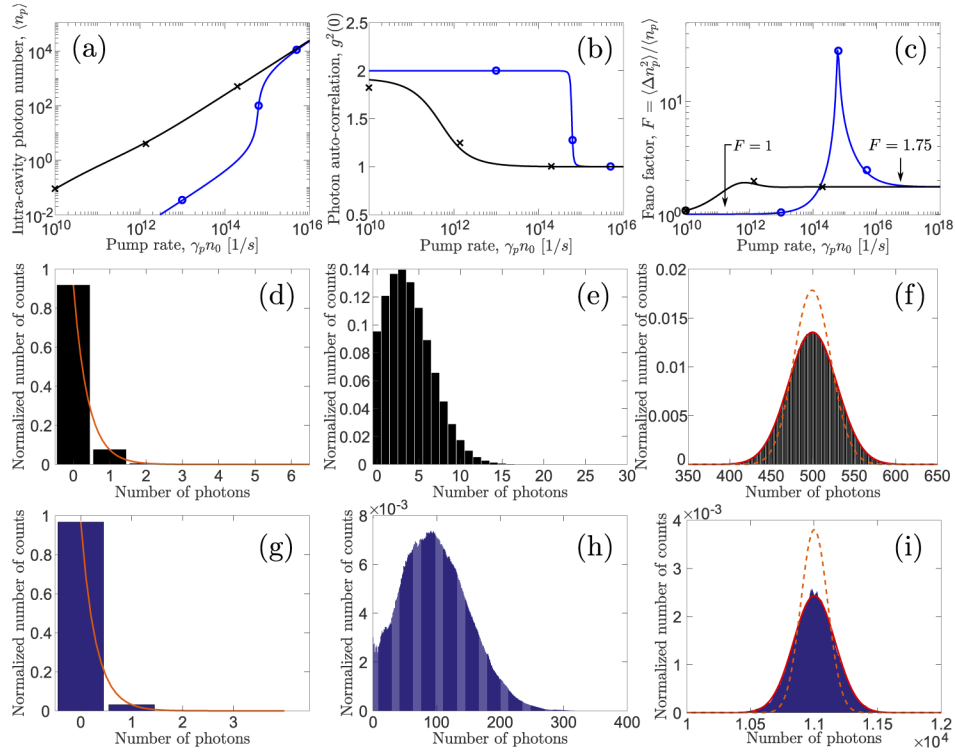 Intra-cavity photon number, ⟨n_p⟩
10^4
10^2
10^0
10^-2
(a)
10^10 10^12 10^14 10^16
Pump rate, γ_p n_0 [1/s]
Photon auto-correlation, g^2(0)
2.5
2
1.5
1
0.5
(b)
10^10 10^12 10^14 10^16
Pump rate, γ_p n_0 [1/s]
Fano factor, F = ⟨Δn_p^2⟩/⟨n_p⟩
10^1
10^0
(c)
F = 1
F = 1.75
10^10 10^12 10^14 10^16 10^18
Pump rate, γ_p n_0 [1/s]
Normalized number of counts
1
0.8
0.6
0.4
0.2
0
(d)
0 1 2 3 4 5 6
Number of photons
Normalized number of counts
0.14
0.12
0.10
0.08
0.06
0.04
0.02
0
(e)
0 5 10 15 20 25 30
Number of photons
Normalized number of counts
0.02
0.015
0.01
0.005
0
(f)
350 400 450 500 550 600 650
Number of photons
Normalized number of counts
1
0.8
0.6
0.4
0.2
0
(g)
0 1 2 3
Number of photons
Normalized number of counts
×10^-3
8
7
6
5
4
3
2
1
0
(h)
0 100 200 300 400
Number of photons
Normalized number of counts
×10^-3
4
3
2
1
0
(i)
1.05 1.1 1.15 1.2
×10^4
Number of photons